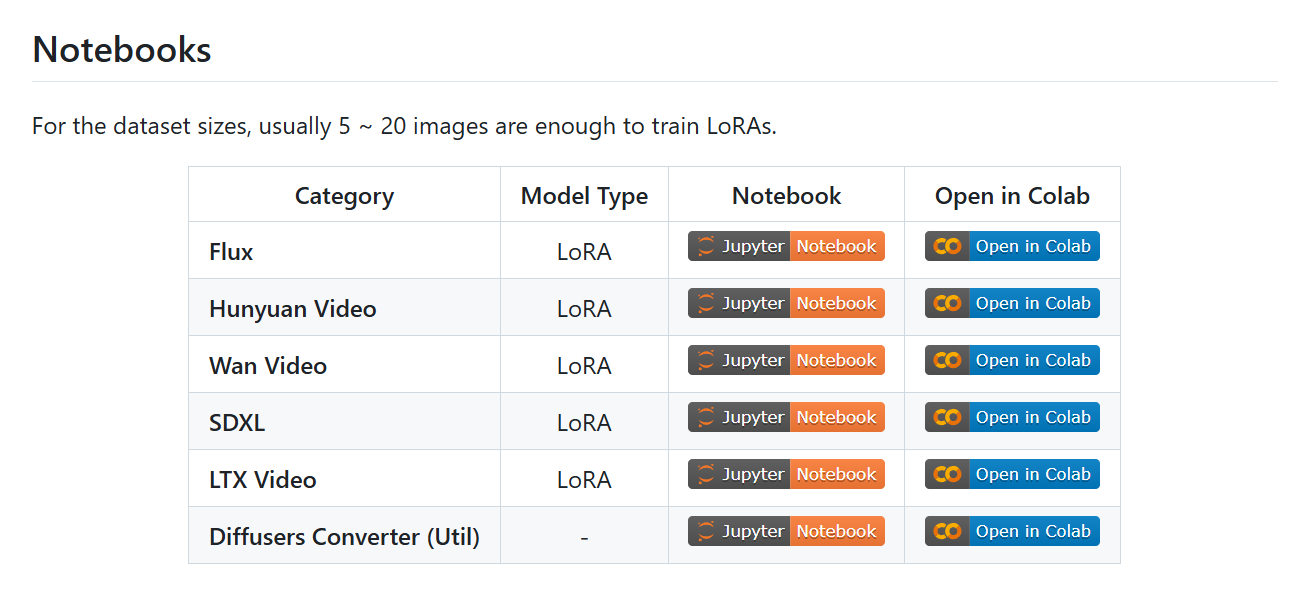 Notebooks
For the dataset sizes, usually 5 ~ 20 images are enough to train LoRAs.
Category Model Type Notebook Open in Colab
Flux LoRA Jupyter Notebook Open in Colab
Hunyuan Video LoRA Jupyter Notebook Open in Colab
Wan Video LoRA Jupyter Notebook Open in Colab
SDXL LoRA Jupyter Notebook Open in Colab
LTX Video LoRA Jupyter Notebook Open in Colab
Diffusers Converter (Util) - Jupyter Notebook Open in Colab